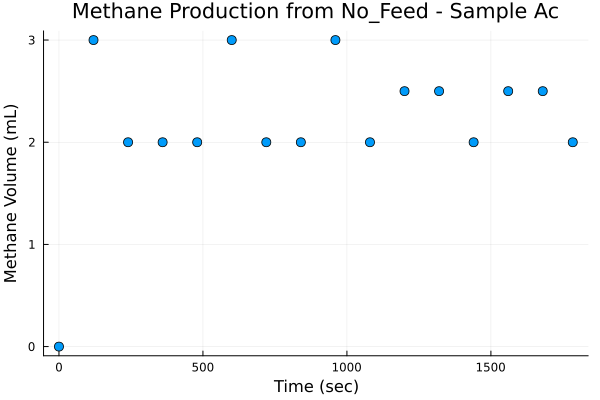 Methane Production from No_Feed - Sample Ac
3
2
1
0
Methane Volume (mL)
0 500 1000 1500
Time (sec)